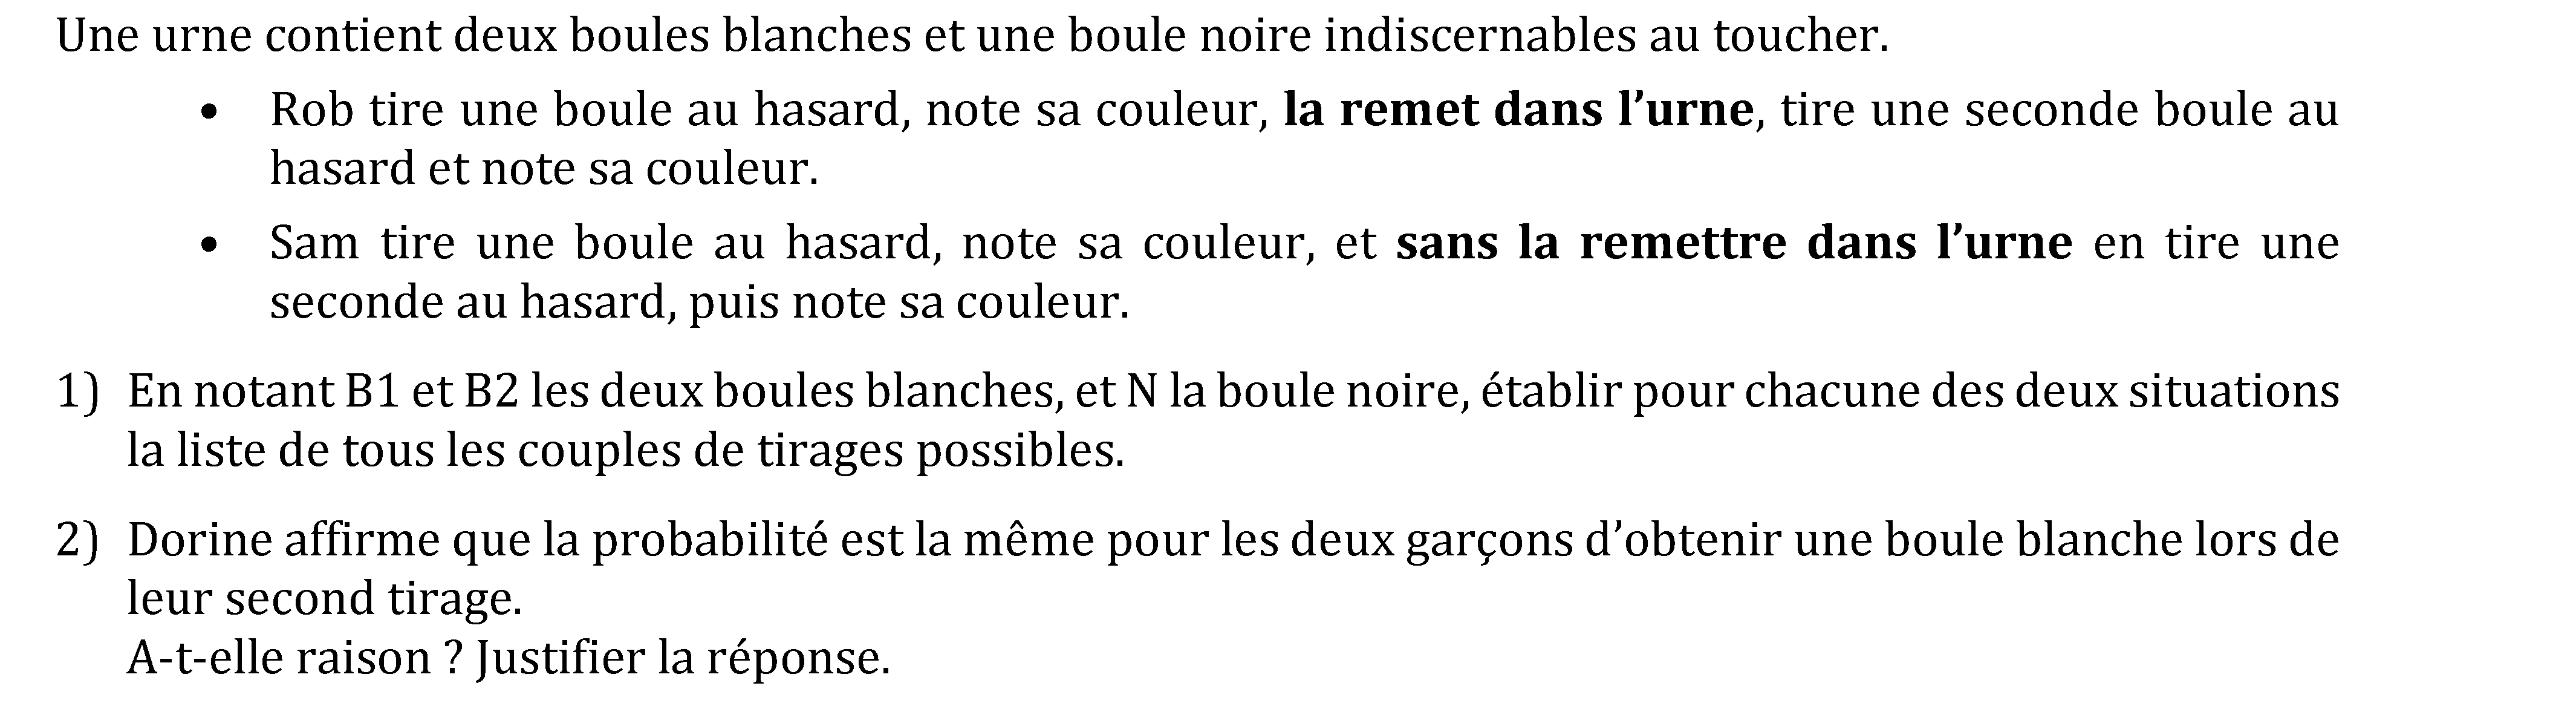 Une urne contient deux boules blanches et une boule noire indiscernables au toucher.
• Rob tire une boule au hasard, note sa couleur, la remet dans l’urne, tire une seconde boule au
hasard et note sa couleur.
• Sam tire une boule au hasard, note sa couleur, et sans la remettre dans l’urne en tire une
seconde au hasard, puis note sa couleur.
1) En notant B1 et B2 les deux boules blanches, et N la boule noire, établir pour chacune des deux situations
la liste de tous les couples de tirages possibles.
2) Dorine affirme que la probabilité est la même pour les deux garçons d’obtenir une boule blanche lors de
leur second tirage.
A-t-elle raison ? Justifier la réponse.